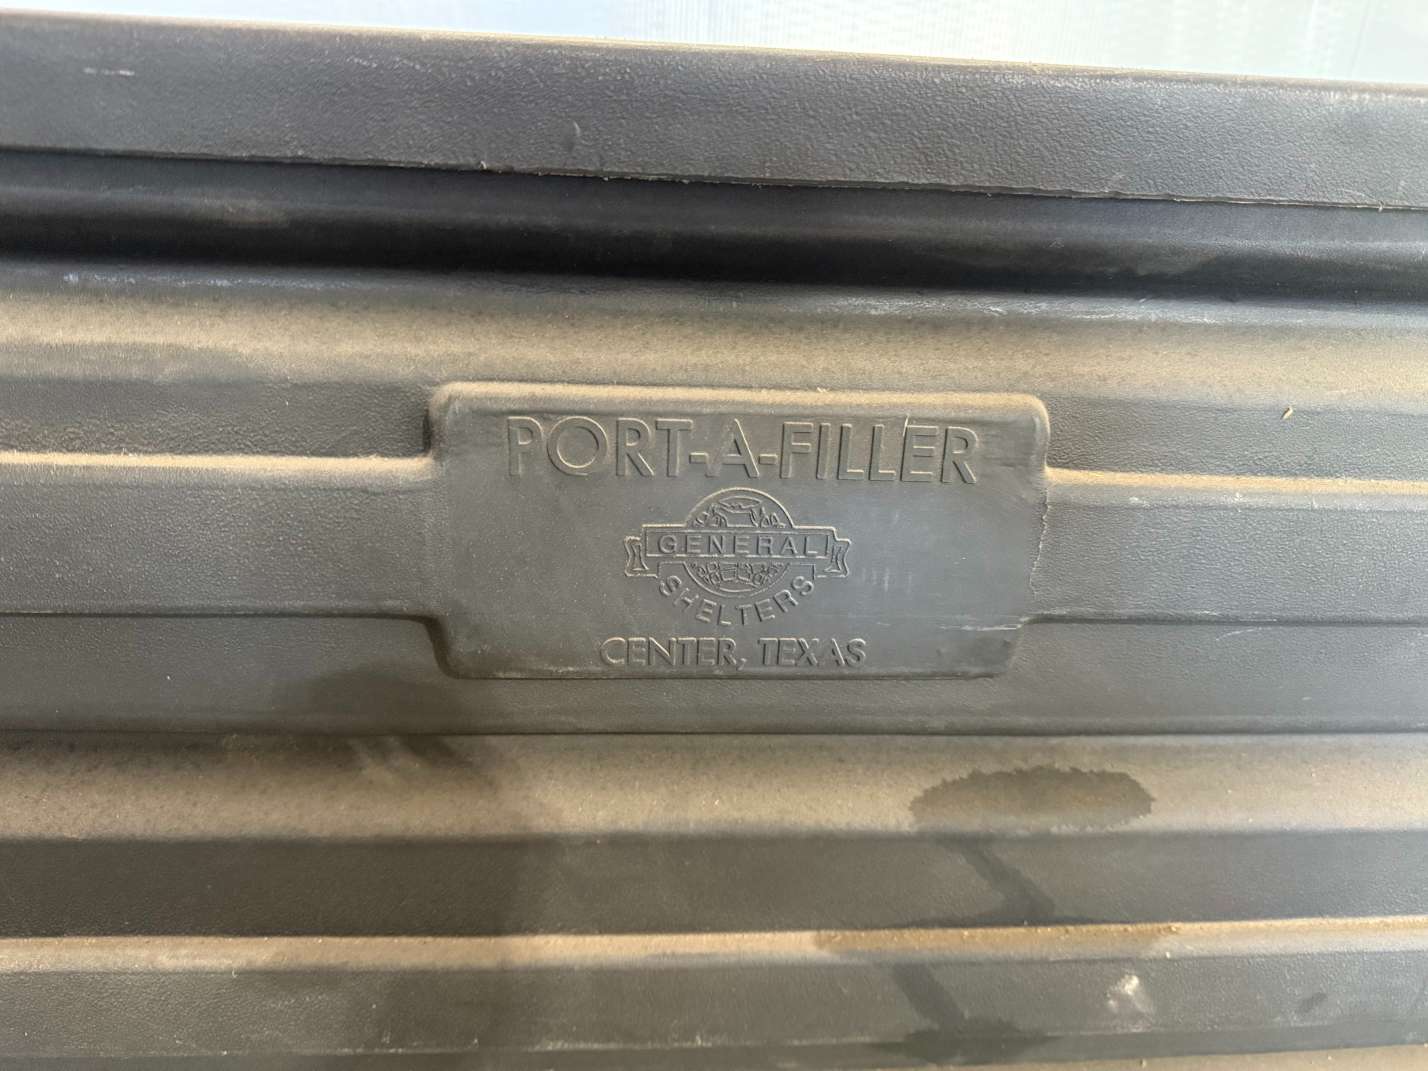 PORT-A-FILLER
GENERAL
SHELTERS
CENTER, TEXAS